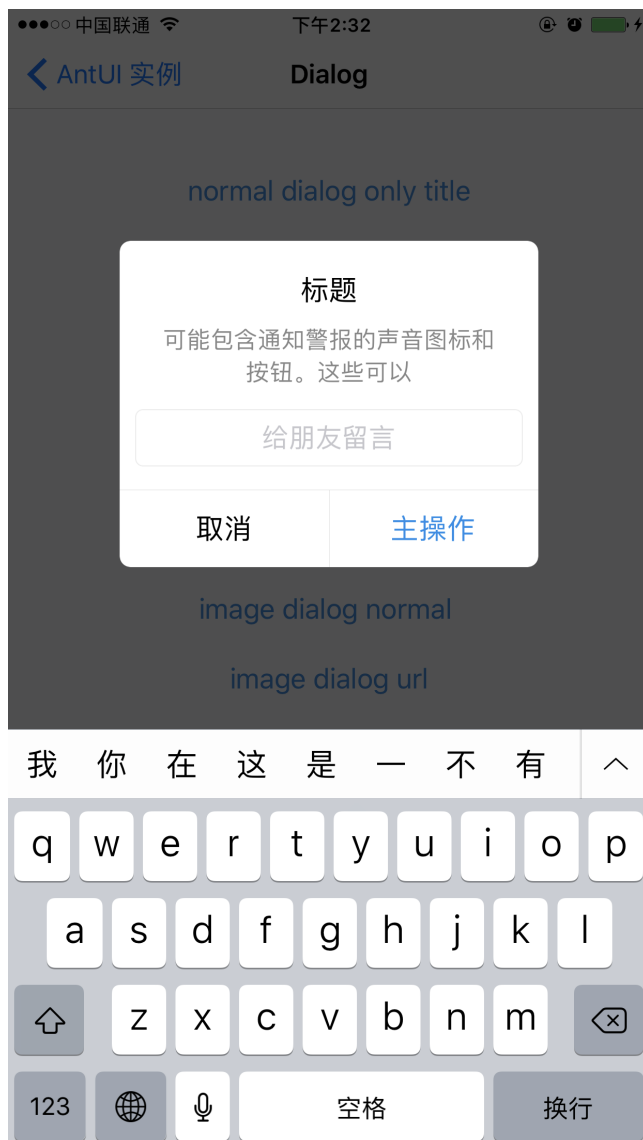 中国联通 下午2:32
AntUI 实例 Dialog
normal dialog only title
标题
可能包含通知警报的声音图标和
按钮。这些可以
给朋友留言
取消 主操作
image dialog normal
image dialog url
我 你 在 这 是 一 不 有
q w e r t y u i o p
a s d f g h j k l
z x c v b n m
123 空格 换行